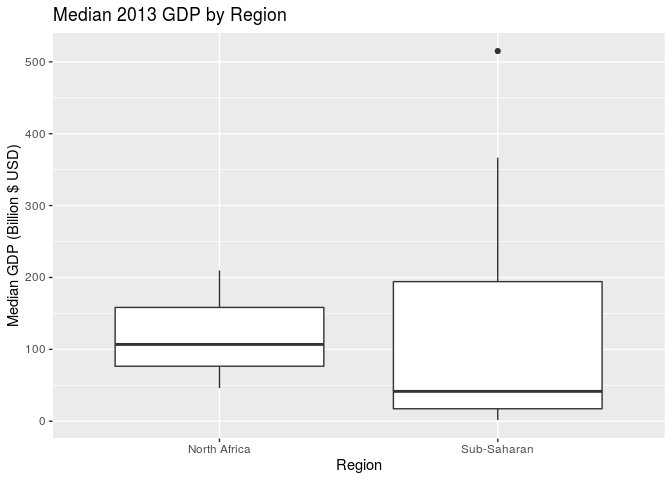 Median 2013 GDP by Region
Median GDP (Billion $ USD)
500
400
300
200
100
0
North Africa
Sub-Saharan
Region